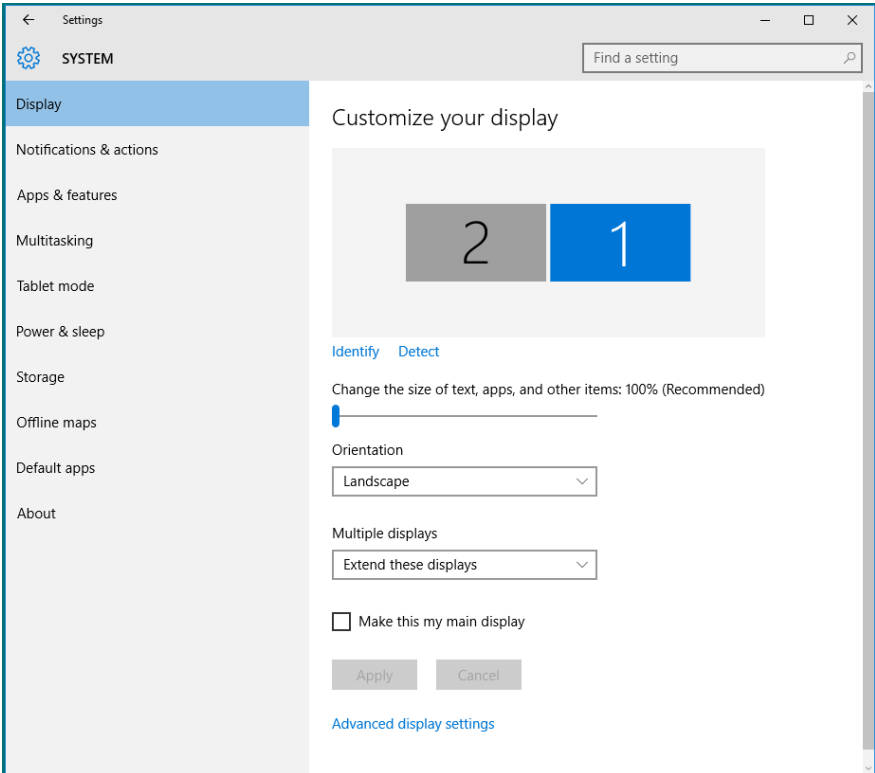 Settings
SYSTEM
Find a setting
Display
Notifications & actions
Apps & features
Multitasking
Tablet mode
Power & sleep
Storage
Offline maps
Default apps
About
Customize your display
2 1
Identify Detect
Change the size of text, apps, and other items: 100% (Recommended)
Orientation
Landscape
Multiple displays
Extend these displays
Make this my main display
Apply Cancel
Advanced display settings